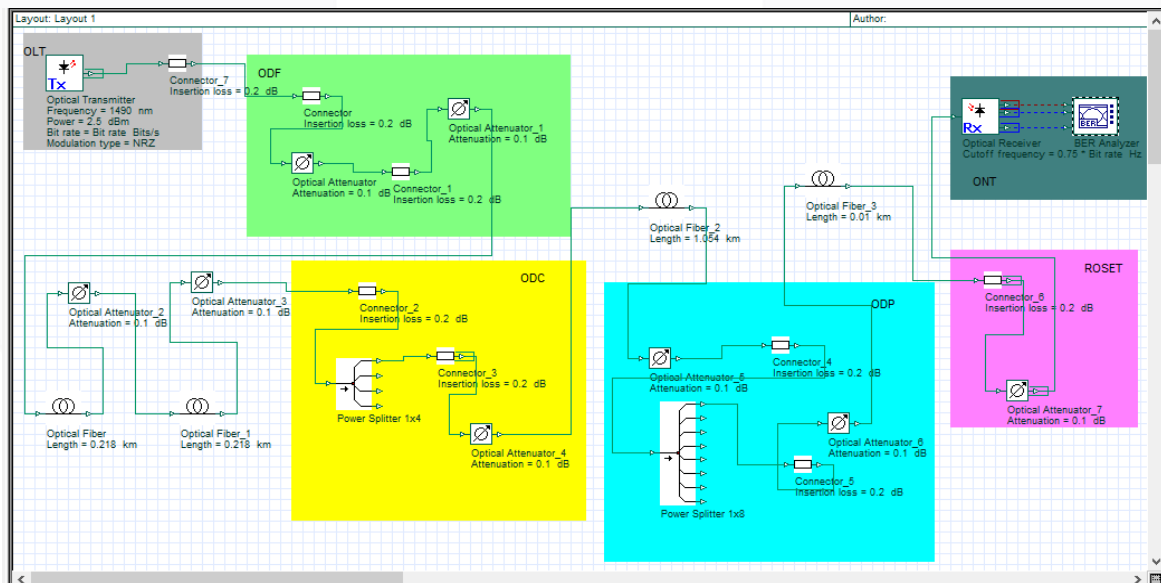 Layout: Layout 1
Author:
OLT
Tx
Optical Transmitter
Frequency = 1490 nm
Power = 2.5 dBm
Bit rate = Bit rate Bits/s
Modulation type = NRZ
Connector_7
Insertion loss = 0.2 dB
ODF
Connector
Insertion loss = 0.2 dB
Optical Attenuator_1
Attenuation = 0.1 dB
Optical Attenuator
Attenuation = 0.1 dB
Connector_1
Insertion loss = 0.2 dB
Optical Attenuator_2
Attenuation = 0.1 dB
Optical Attenuator_3
Attenuation = 0.1 dB
Optical Fiber
Length = 0.218 km
Optical Fiber_1
Length = 0.218 km
ODC
Connector_2
Insertion loss = 0.2 dB
Power Splitter 1x4
Connector_3
Insertion loss = 0.2 dB
Optical Attenuator_4
Attenuation = 0.1 dB
Optical Fiber_2
Length = 1.054 km
Optical Fiber_3
Length = 0.01 km
ODP
Optical Attenuator_5
Attenuation = 0.1 dB
Connector_4
Insertion loss = 0.2 dB
Power Splitter 1x8
Optical Attenuator_6
Attenuation = 0.1 dB
Connector_5
Insertion loss = 0.2 dB
Rx
BER
Optical Receiver
Cutoff frequency = 0.75 * Bit rate Hz
BER Analyzer
ONT
ROSET
Connector_6
Insertion loss = 0.2 dB
Optical Attenuator_7
Attenuation = 0.1 dB